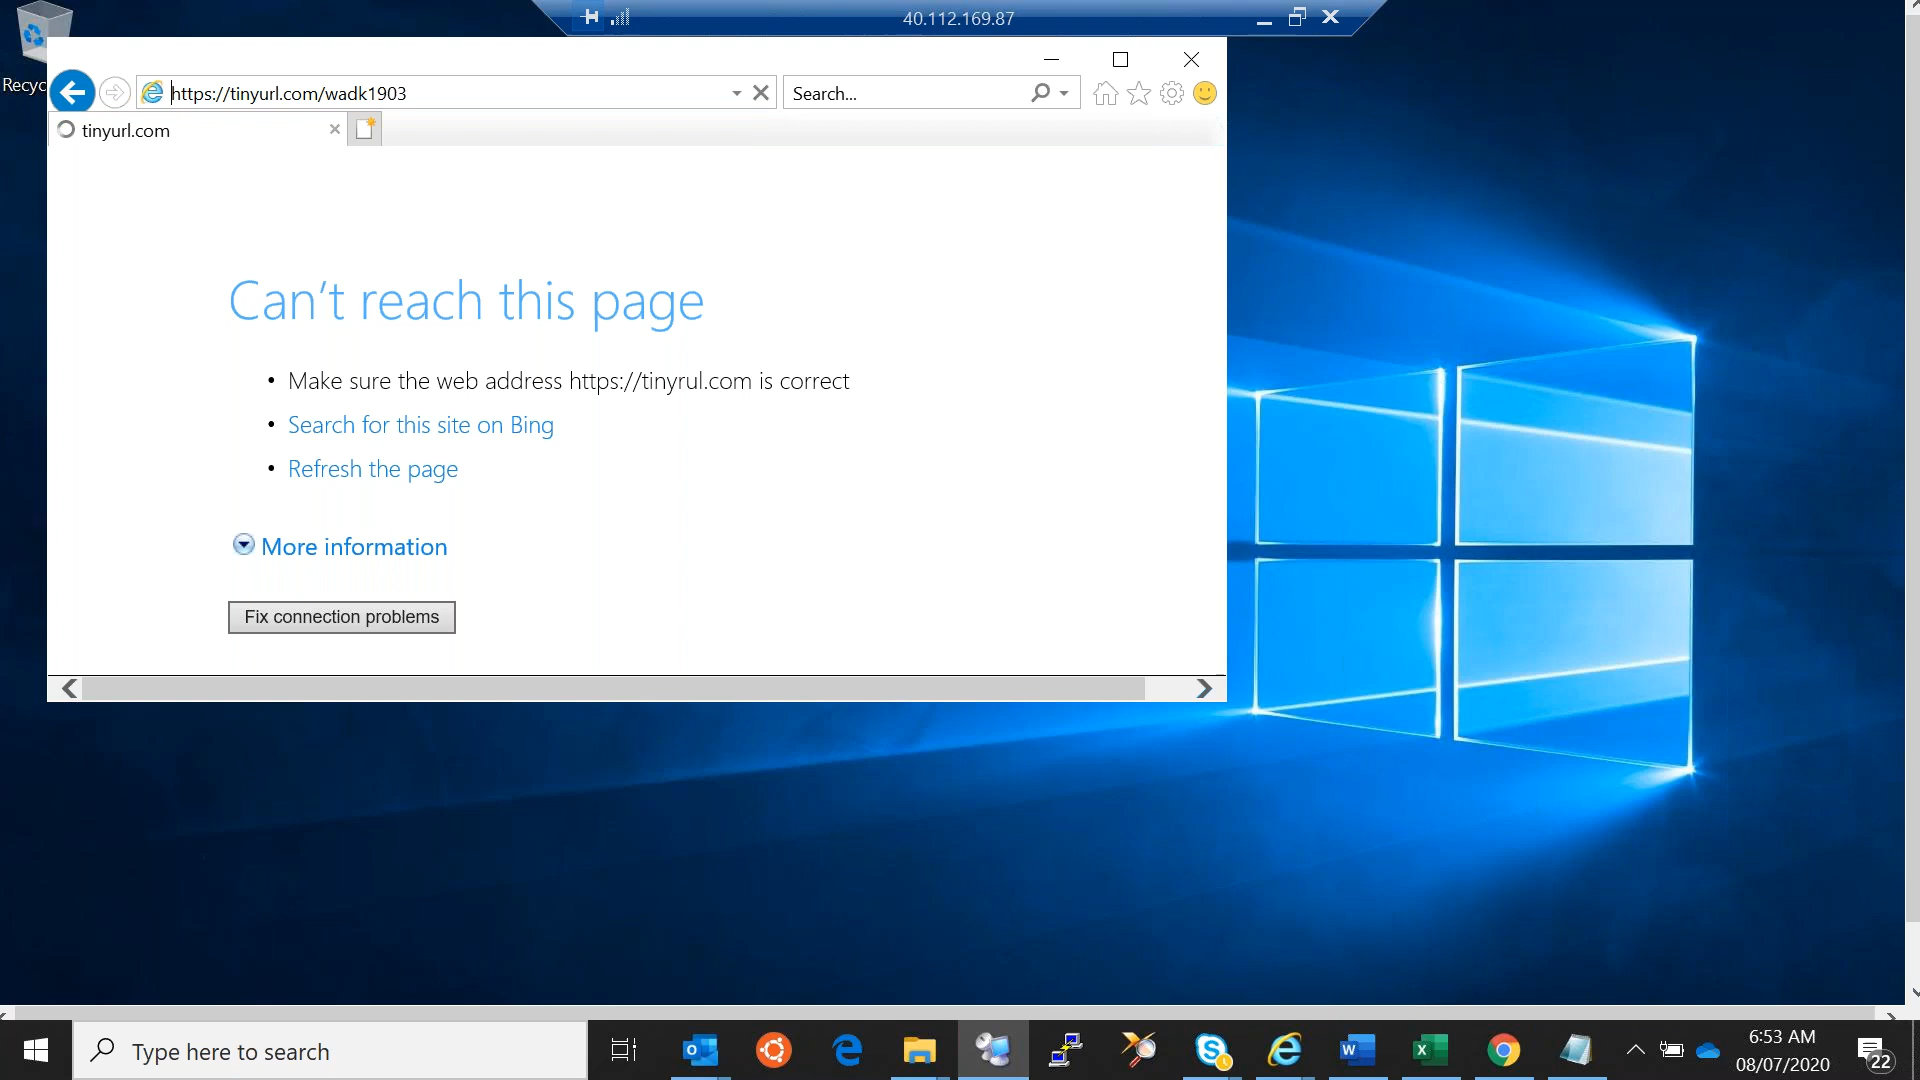 40.112.169.87
Recyc
https://tinyurl.com/wadk1903
Search...
tinyurl.com
Can't reach this page
• Make sure the web address https://tinyrul.com is correct
• Search for this site on Bing
• Refresh the page
More information
Fix connection problems
Type here to search
6:53 AM
08/07/2020
22